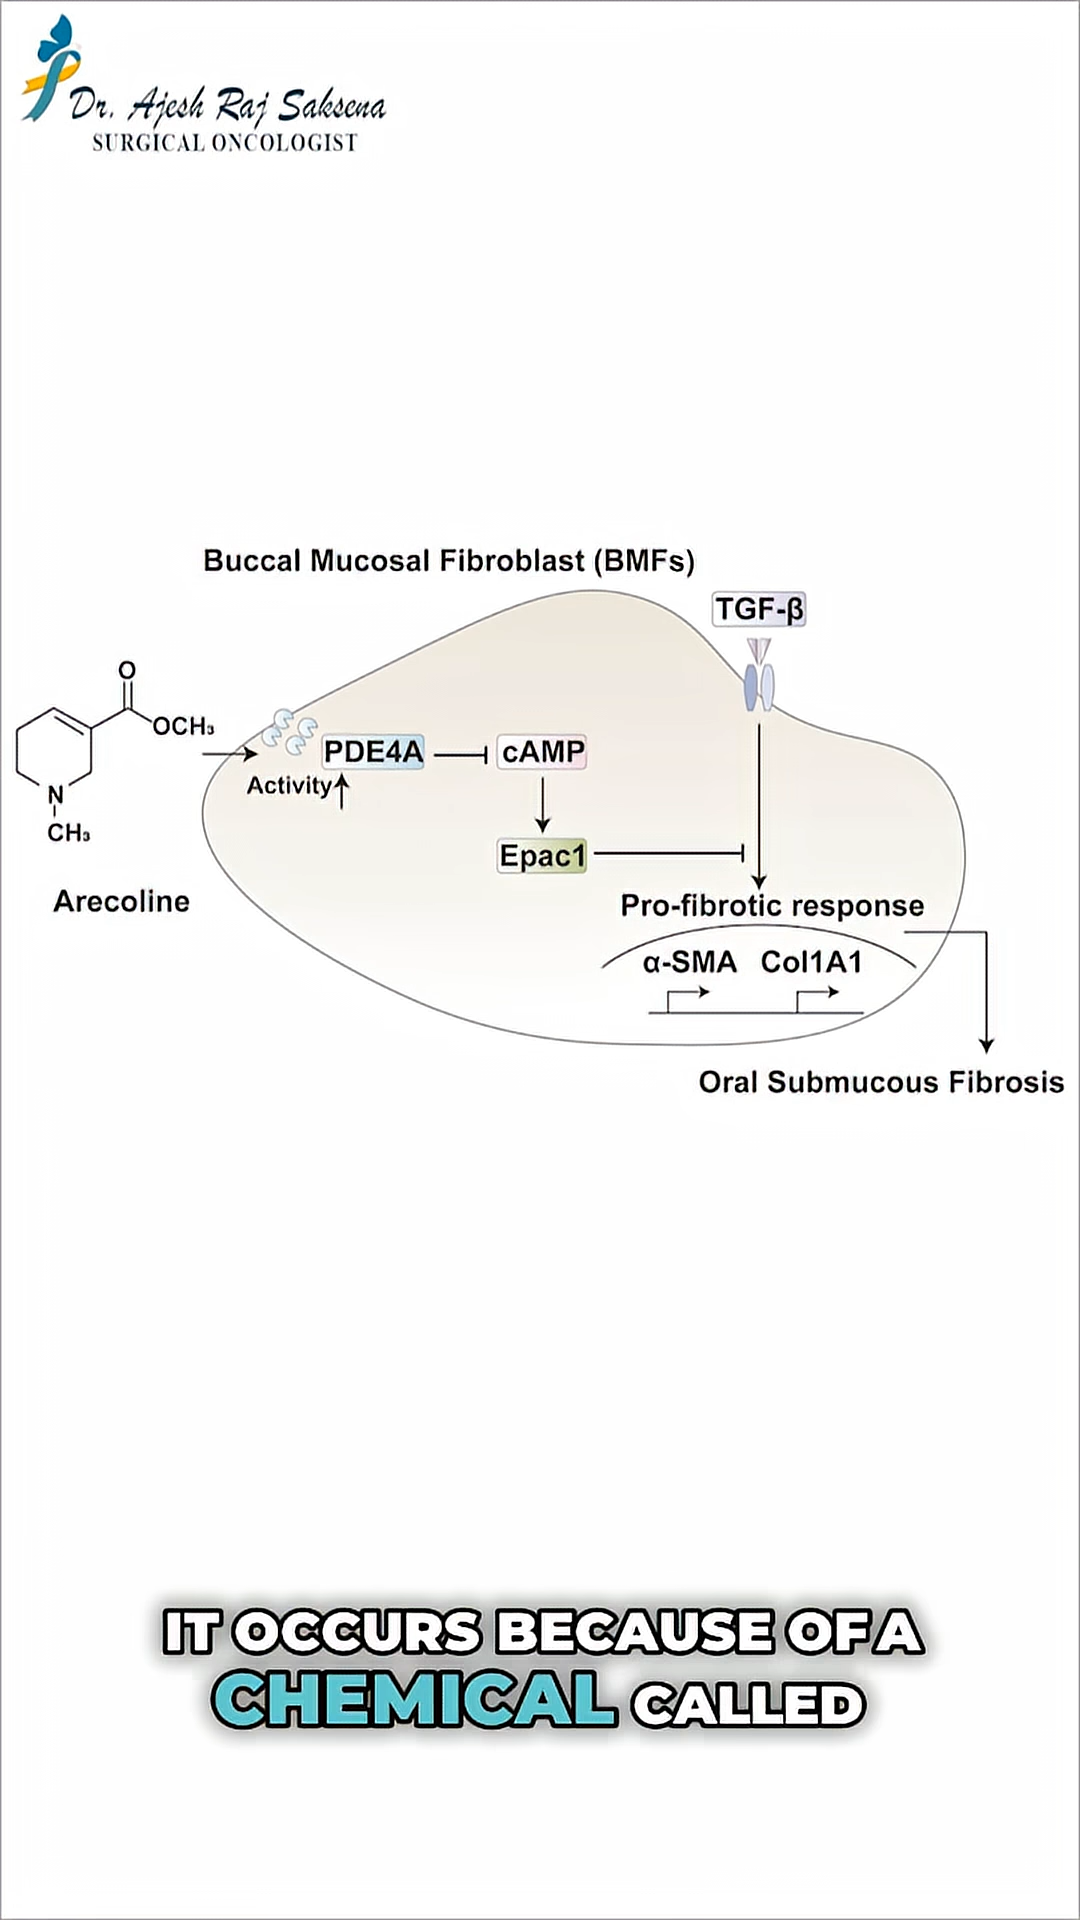 Dr. Ajesh Raj Saksena
SURGICAL ONCOLOGIST
Buccal Mucosal Fibroblast (BMFs)
TGF-β
O
OCH₃
N
CH₃
Arecoline
PDE4A
cAMP
Activity
Epac1
Pro-fibrotic response
α-SMA Col1A1
Oral Submucous Fibrosis
IT OCCURS BECAUSE OF A
CHEMICAL CALLED